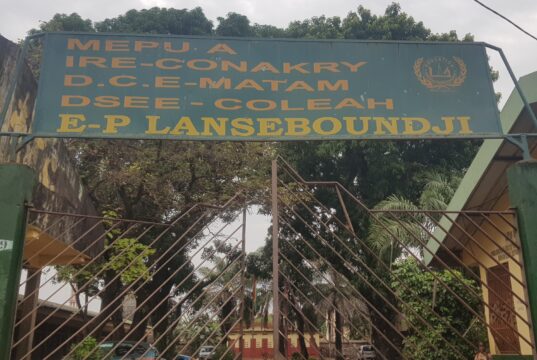 MEPU.A
IRE-CONAKRY
D.C.E-MATAM
DSEE-COLEAH
E-P LANSEBOUNDJI